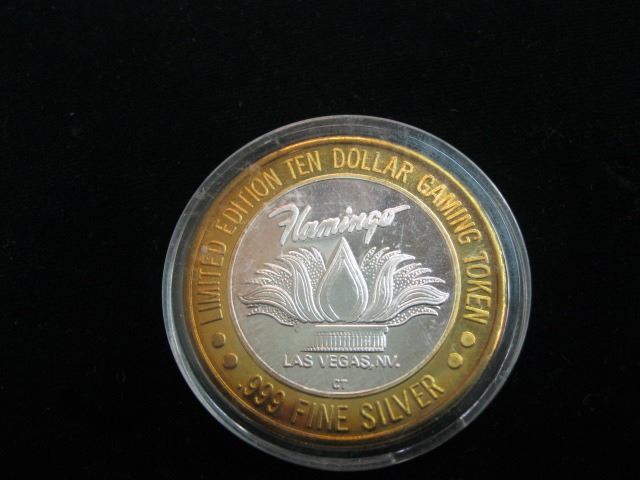 LIMITED EDITION TEN DOLLAR GAMING TOKEN
Flamingo
LAS VEGAS, NV.
CT
.999 FINE SILVER